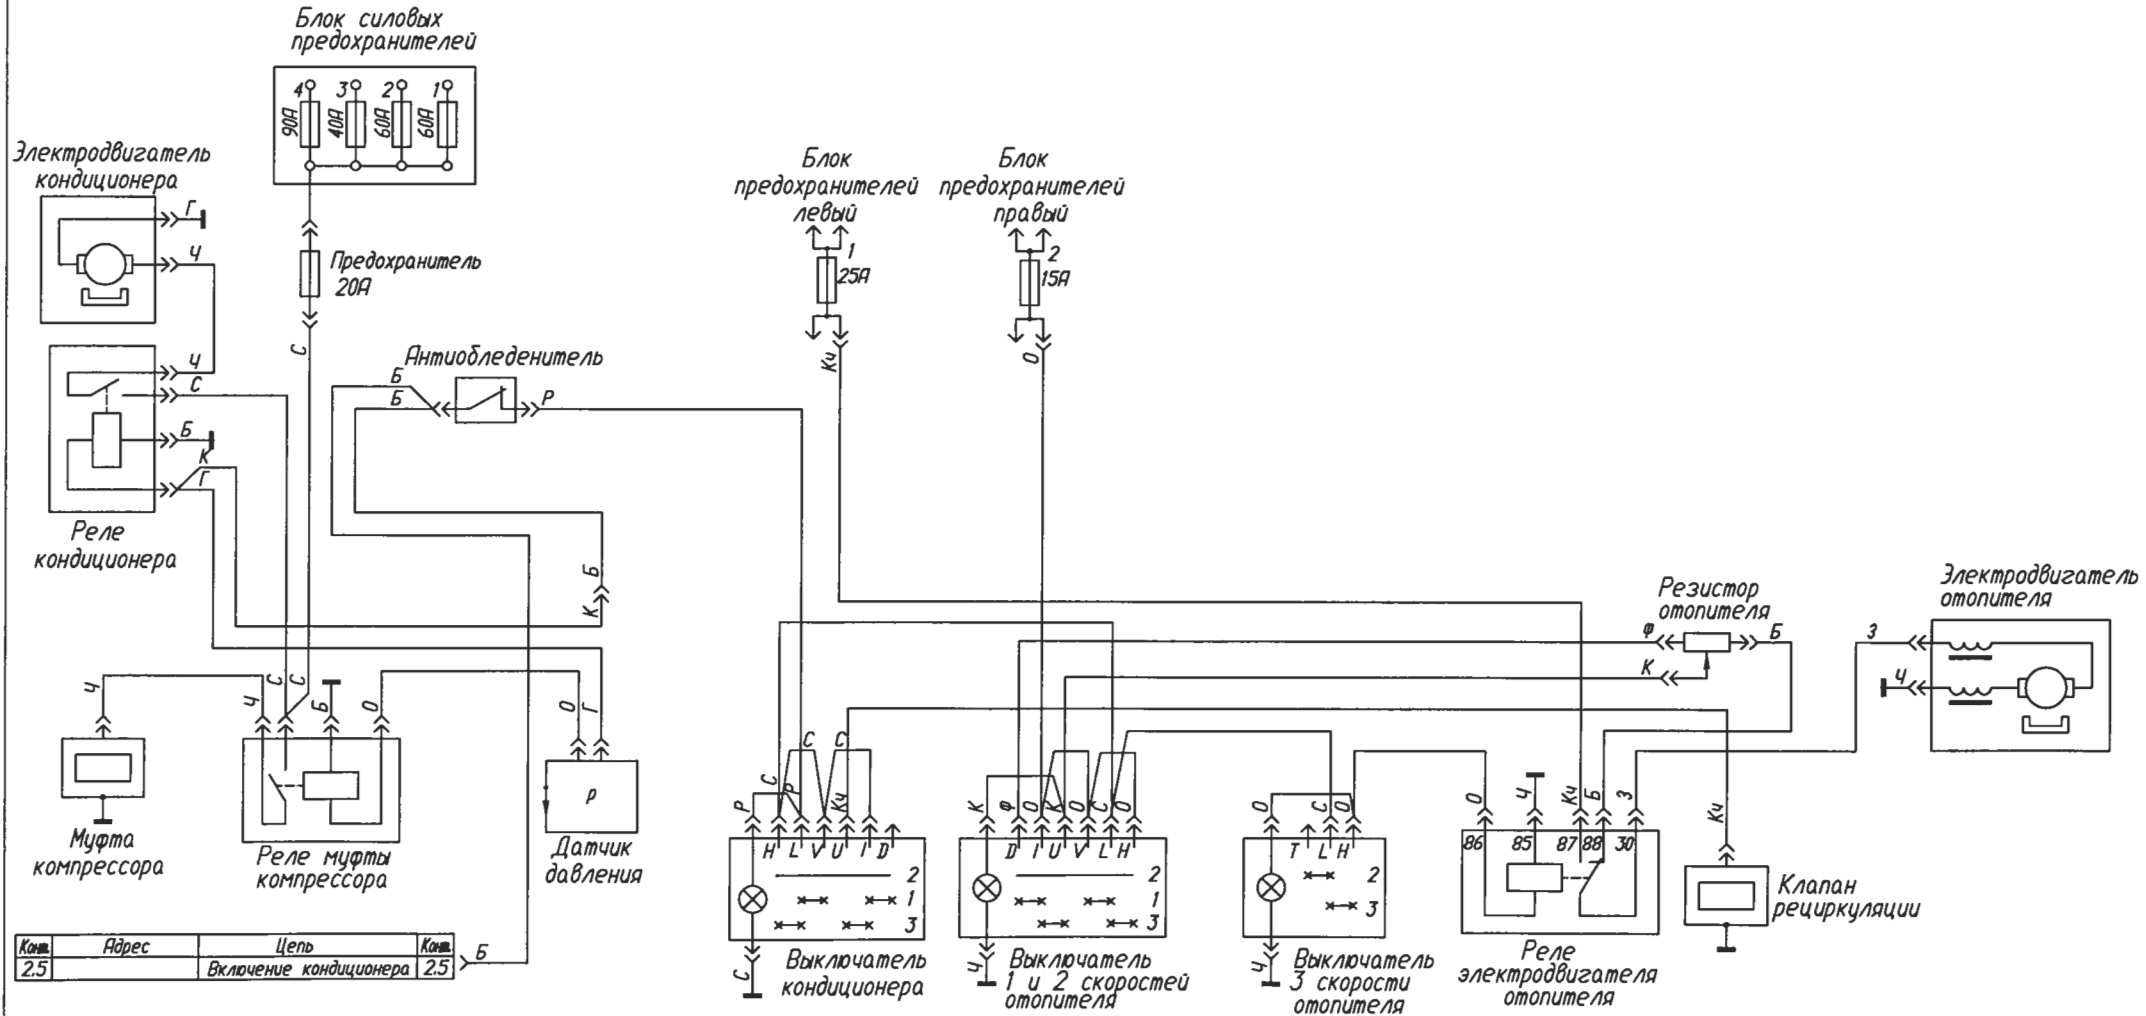 Блок силовых
предохранителей
4 3 2 1
90А 40А 60А 60А
Электродвигатель
кондиционера
Г
Ч
Предохранитель
20А
С
Ч
С
Б
К
Г
Реле
кондиционера
Антиобледенитель
Б
Б
Р
Б
К
Блок
предохранителей
левый
1
25А
Кч
Блок
предохранителей
правый
2
15А
О
Ч
Муфта
компрессора
Ч С С Б О
Реле муфты
компрессора
О Г
р
Датчик
давления
Конт. Адрес Цепь Конт.
2.5 Включение кондиционера 2.5
Б
С С
Р С Р Кч
H L V U I D
2
1
3
С
Выключатель
кондиционера
К Ф О К О С О
D I U V L H
2
1
3
Ч
Выключатель
1 и 2 скоростей
отопителя
О С О
T L H
2
3
Ч
Выключатель
3 скорости
отопителя
Резистор
отопителя
Ф Б
К
О Ч Кч Б З
86 85 87 88 30
Реле
электродвигателя
отопителя
Электродвигатель
отопителя
З
Ч
Кч
Клапан
рециркуляции